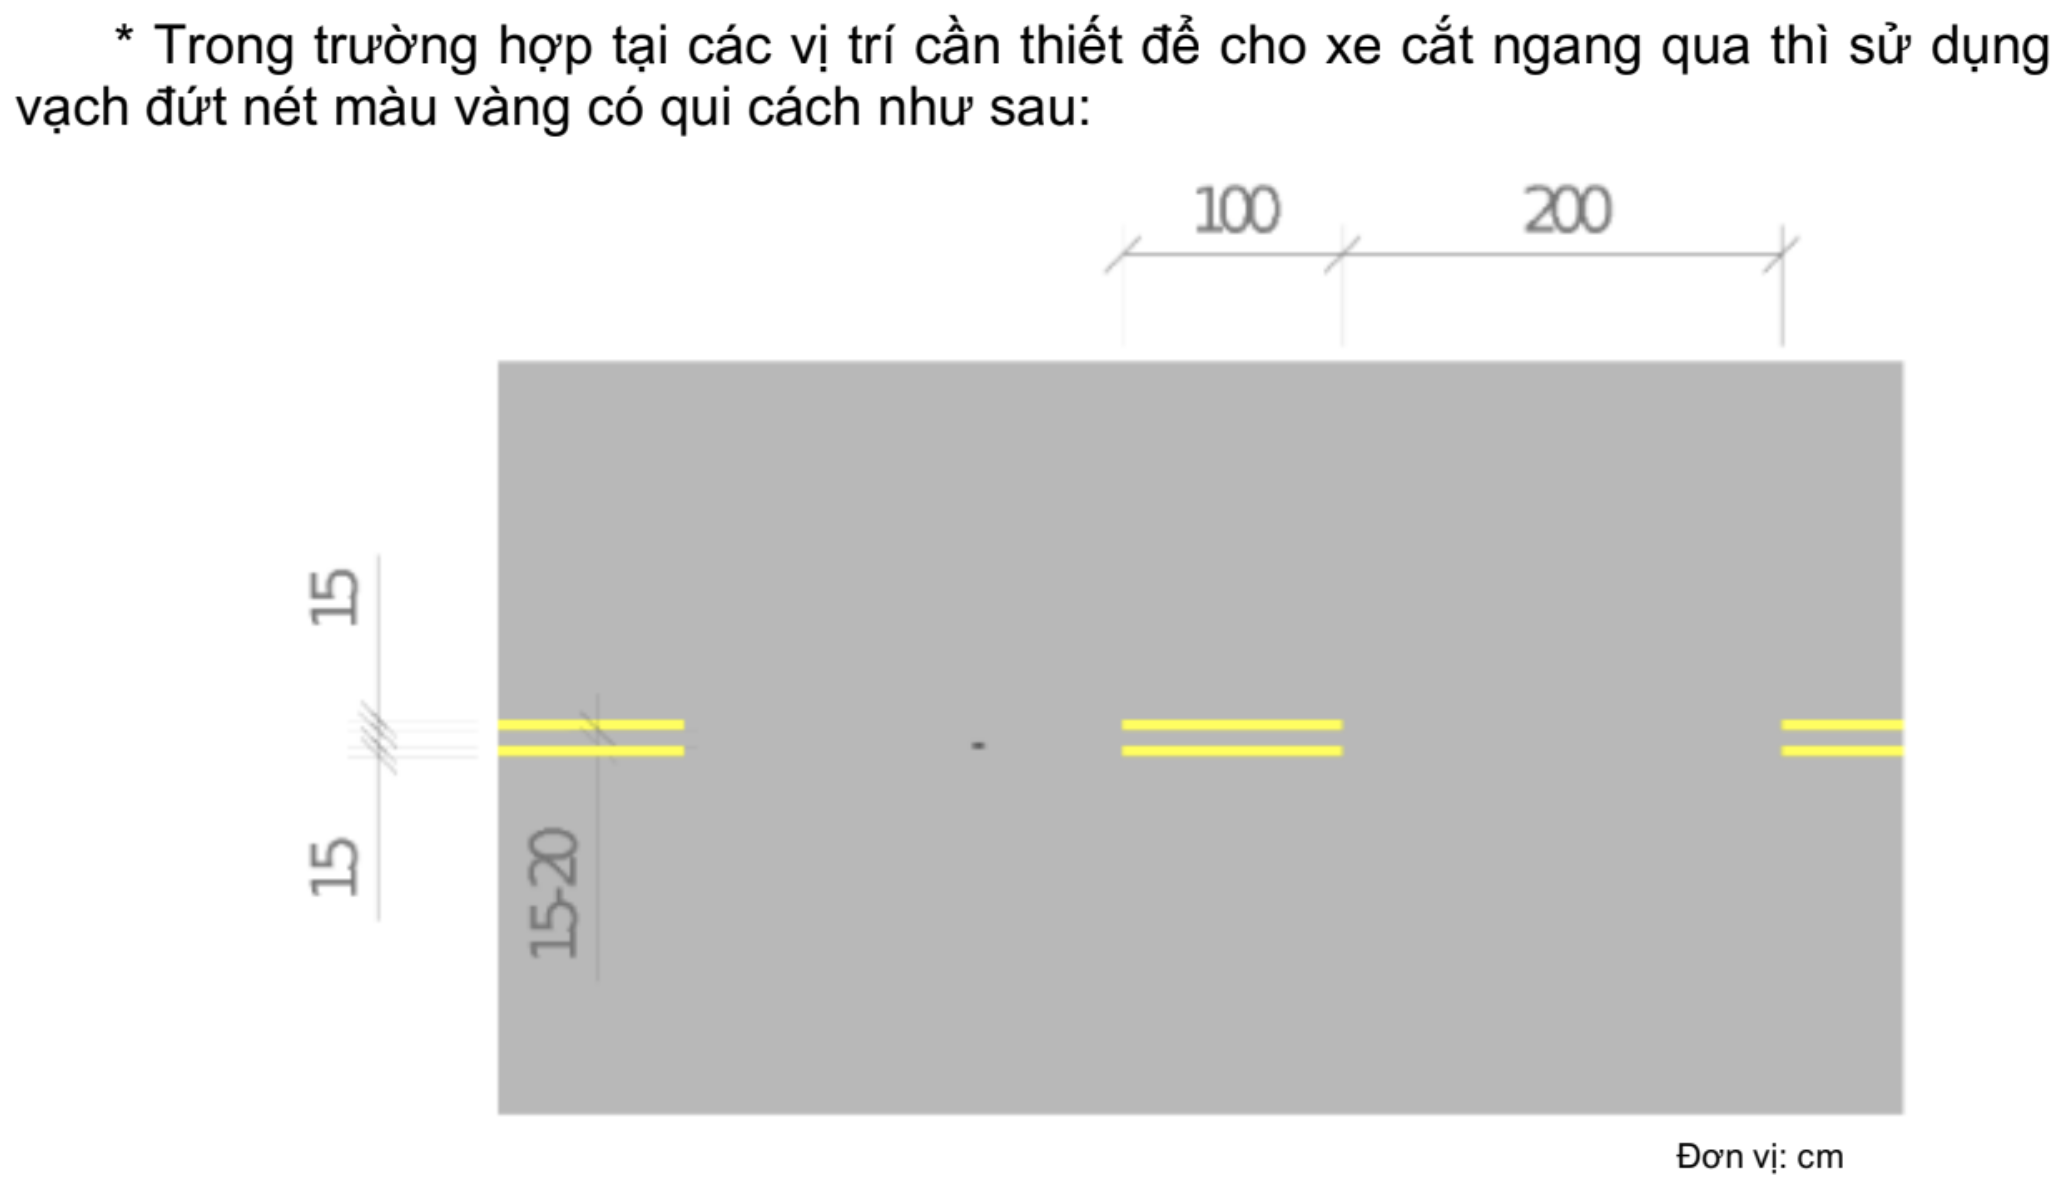 * Trong trường hợp tại các vị trí cần thiết để cho xe cắt ngang qua thì sử dụng
vạch đứt nét màu vàng có qui cách như sau:
100
200
15
15
15-20
Đơn vị: cm